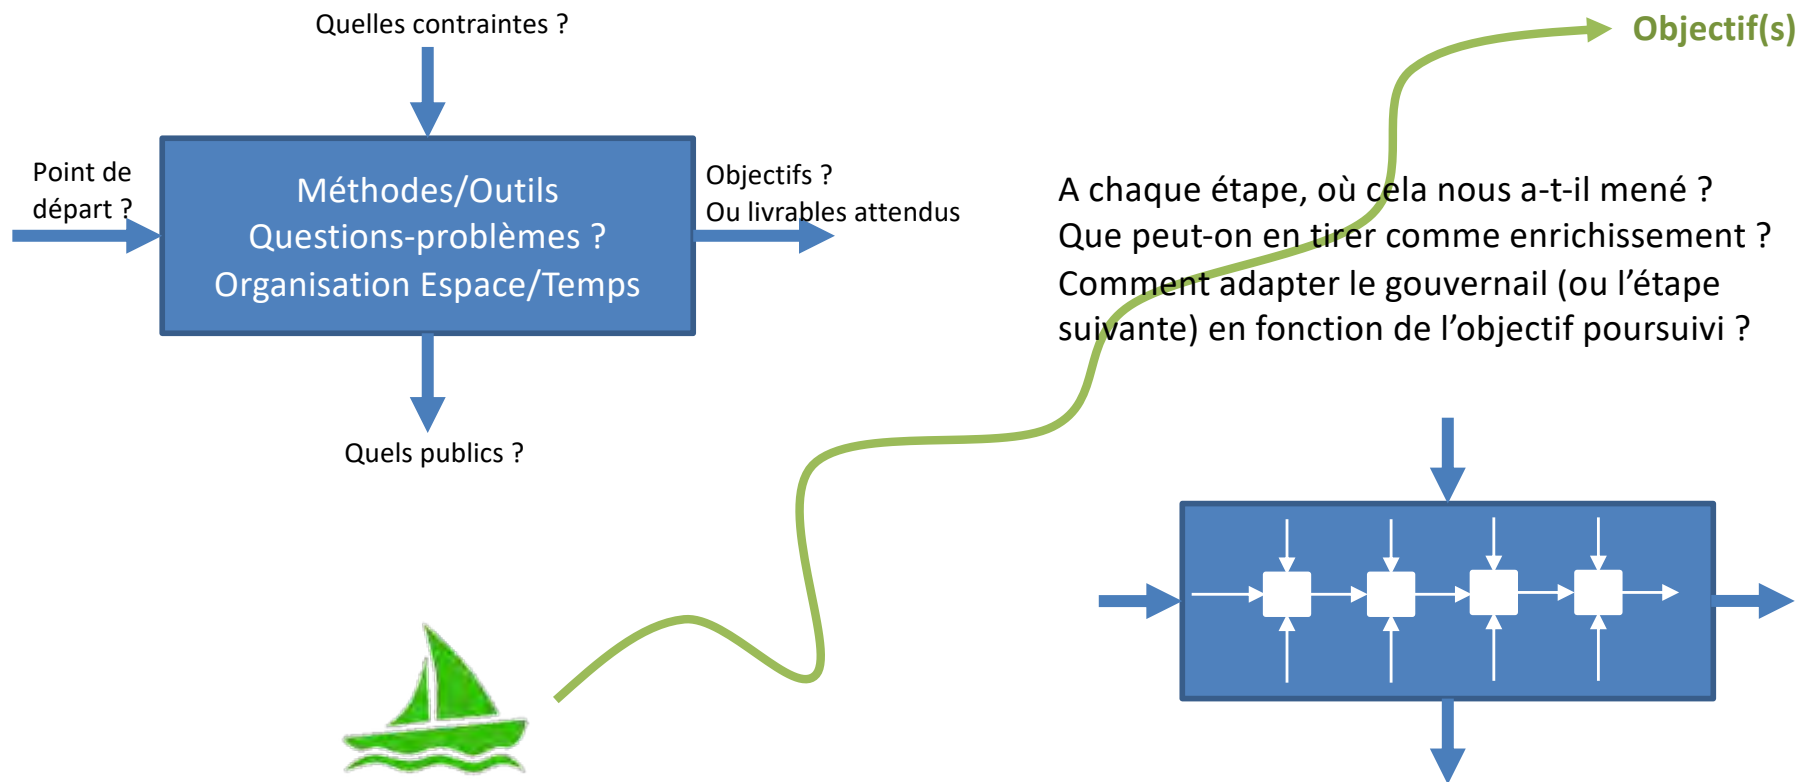 Quelles contraintes ?
Objectif(s)
Point de
départ ?
Méthodes/Outils
Questions-problèmes ?
Organisation Espace/Temps
Objectifs ?
Ou livrables attendus
A chaque étape, où cela nous a-t-il mené ?
Que peut-on en tirer comme enrichissement ?
Comment adapter le gouvernail (ou l’étape
suivante) en fonction de l’objectif poursuivi ?
Quels publics ?